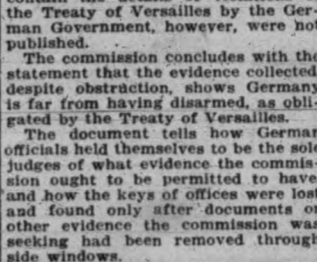 the Treaty of Versailles by the Ger-
man Government, however, were not
published.
The commission concludes with the
statement that the evidence collected
despite obstruction, shows Germany
is far from having disarmed, as obli-
gated by the Treaty of Versailles.
The document tells how German
officials held themselves to be the sole
judges of what evidence the commis-
sion ought to be permitted to have
and how the keys of offices were lost
and found only after documents or
other evidence the commission was
seeking had been removed through
side windows.